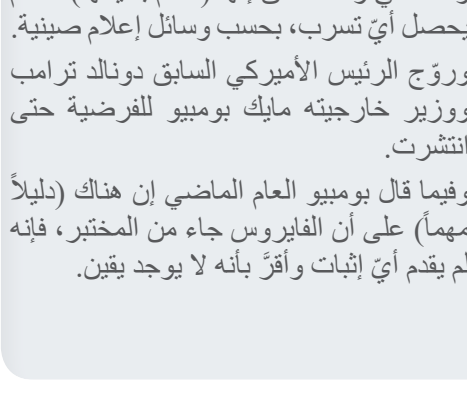 يحصل أيّ تسرب، بحسب وسائل إعلام صينية.
وروّج الرئيس الأميركي السابق دونالد ترامب
ووزير خارجيته مايك بومبيو للفرضية حتى
انتشرت.
وفيما قال بومبيو العام الماضي إن هناك (دليلاً
مهماً) على أن الفايروس جاء من المختبر، فإنه
لم يقدم أيّ إثبات وأقرَّ بأنه لا يوجد يقين.